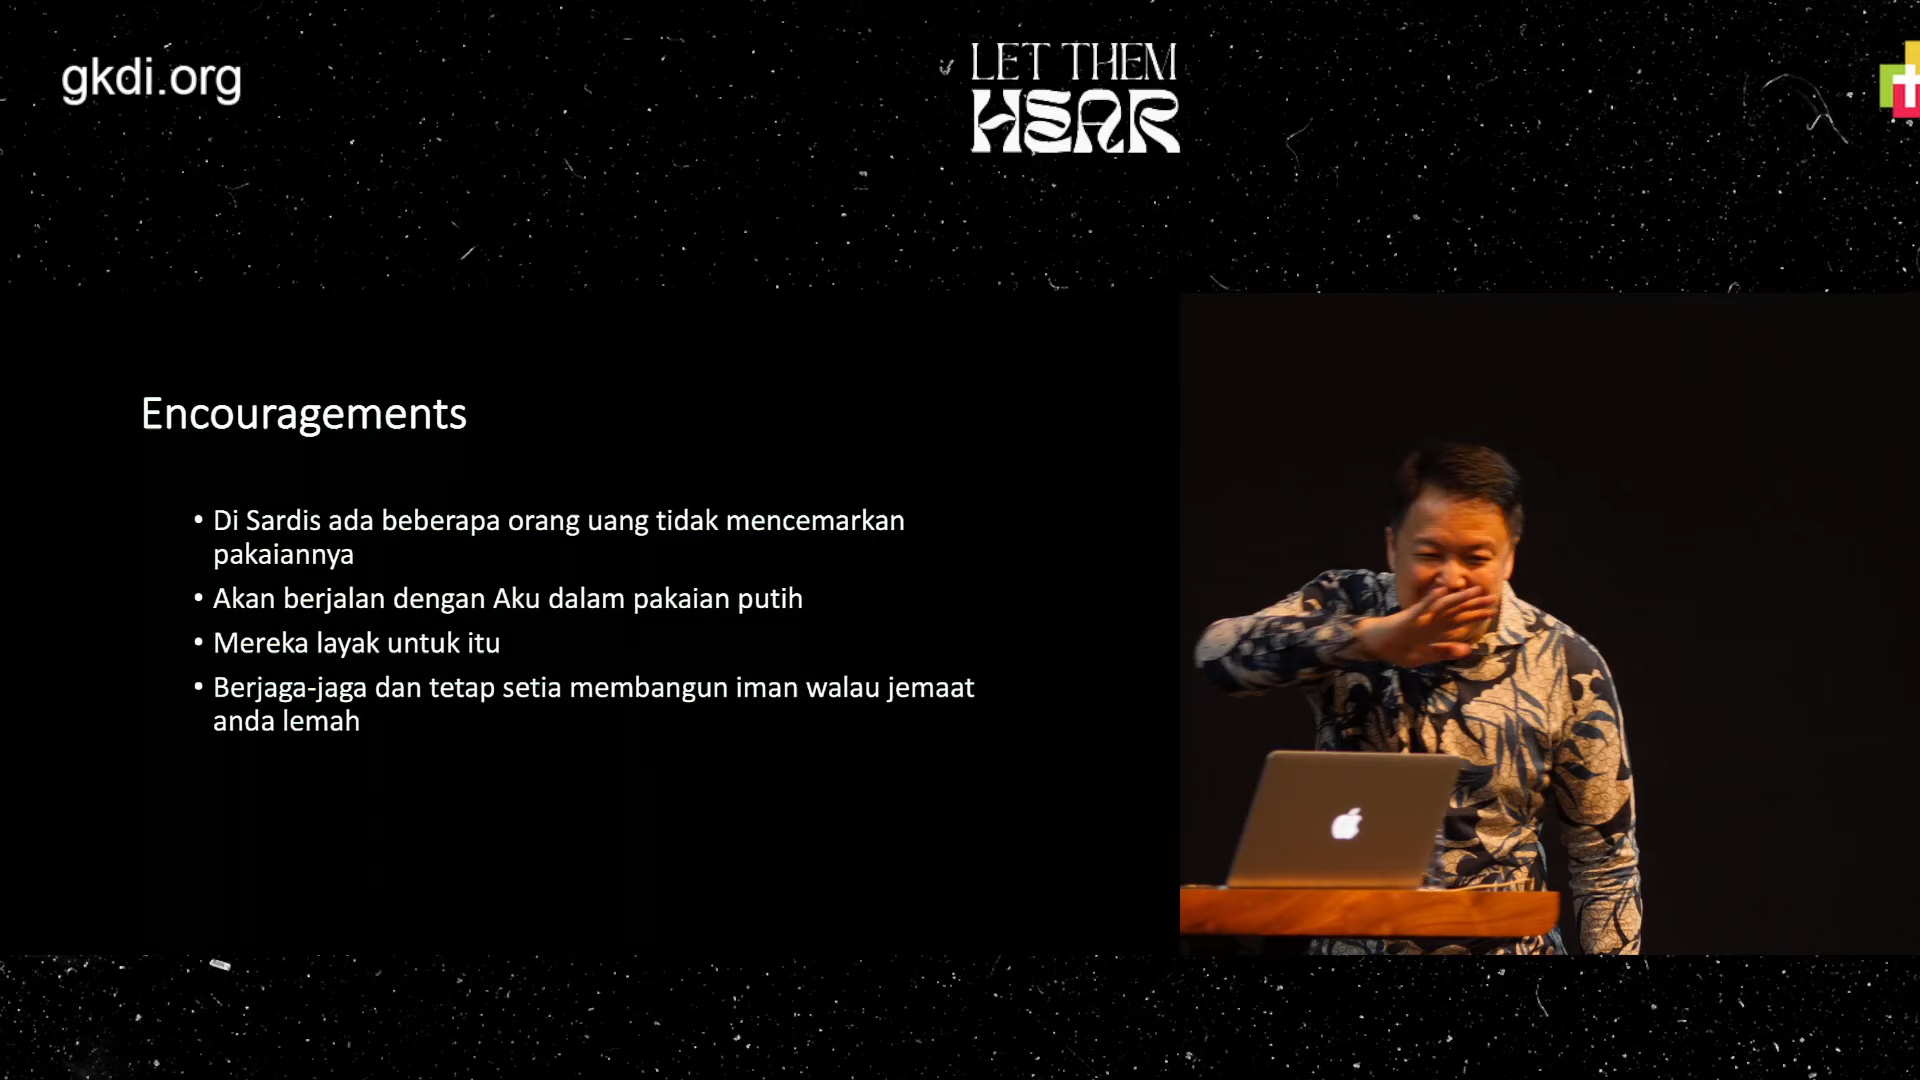 gkdi.org
LET THEM
HEAR
Encouragements
• Di Sardis ada beberapa orang uang tidak mencemarkan
pakaiannya
• Akan berjalan dengan Aku dalam pakaian putih
• Mereka layak untuk itu
• Berjaga-jaga dan tetap setia membangun iman walau jemaat
anda lemah